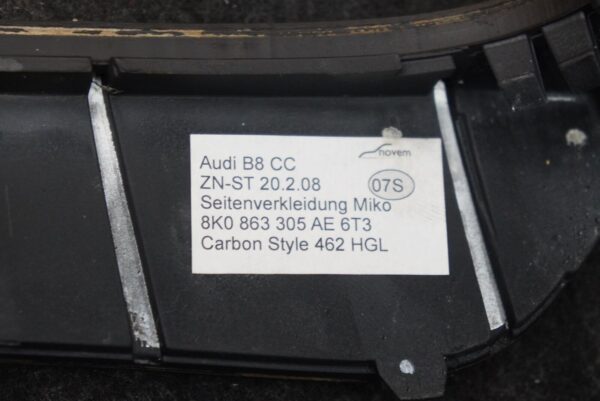 novem
Audi B8 CC
ZN-ST 20.2.08
07S
Seitenverkleidung Miko
8K0 863 305 AE 6T3
Carbon Style 462 HGL